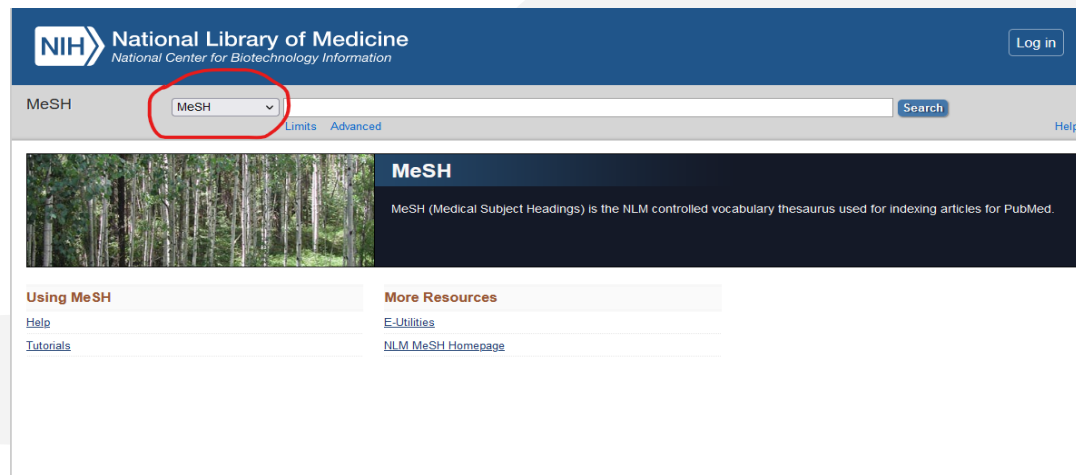 NIH National Library of Medicine
National Center for Biotechnology Information
Log in
MeSH
MeSH
Search
Limits Advanced
Help
MeSH
MeSH (Medical Subject Headings) is the NLM controlled vocabulary thesaurus used for indexing articles for PubMed.
Using MeSH
Help
Tutorials
More Resources
E-Utilities
NLM MeSH Homepage